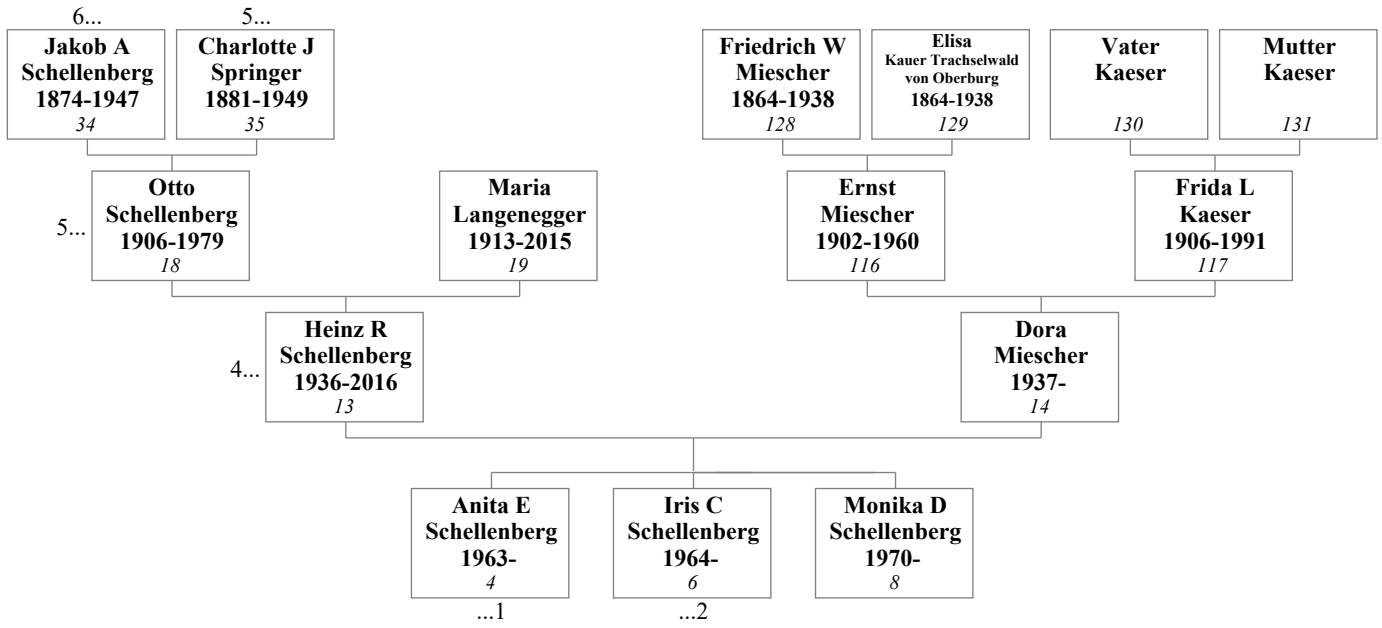 6...
5...
Jakob A
Schellenberg
1874-1947
34
Charlotte J
Springer
1881-1949
35
Friedrich W
Miescher
1864-1938
128
Elisa
Kauer Trachselwald
von Oberburg
1864-1938
129
Vater
Kaeser
130
Mutter
Kaeser
131
5...
Otto
Schellenberg
1906-1979
18
Maria
Langenegger
1913-2015
19
Ernst
Miescher
1902-1960
116
Frida L
Kaeser
1906-1991
117
4...
Heinz R
Schellenberg
1936-2016
13
Dora
Miescher
1937-
14
Anita E
Schellenberg
1963-
4
...1
Iris C
Schellenberg
1964-
6
...2
Monika D
Schellenberg
1970-
8